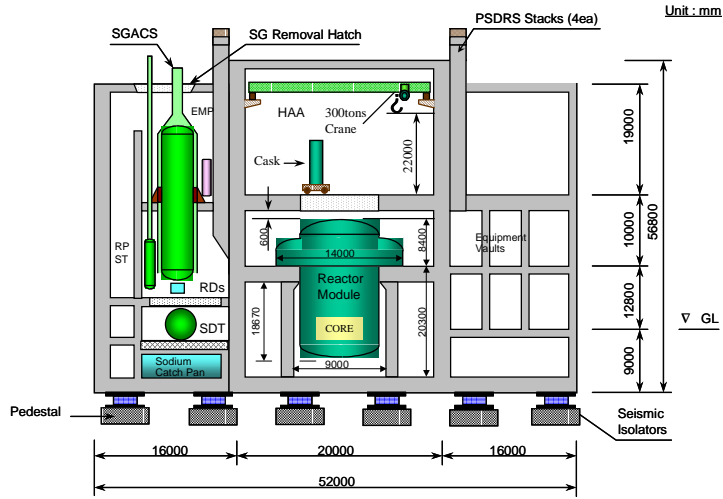 Unit : mm
SGACS
SG Removal Hatch
PSDRS Stacks (4ea)
EMP
HAA
300tons
Crane
22000
19000
Cask
600
8400
10000
56800
RP
ST
14000
Equipment
Vaults
Reactor
Module
RDs
SDT
18670
CORE
20300
12800
∇ GL
Sodium
Catch Pan
9000
9000
Pedestal
Seismic
Isolators
16000
20000
16000
52000